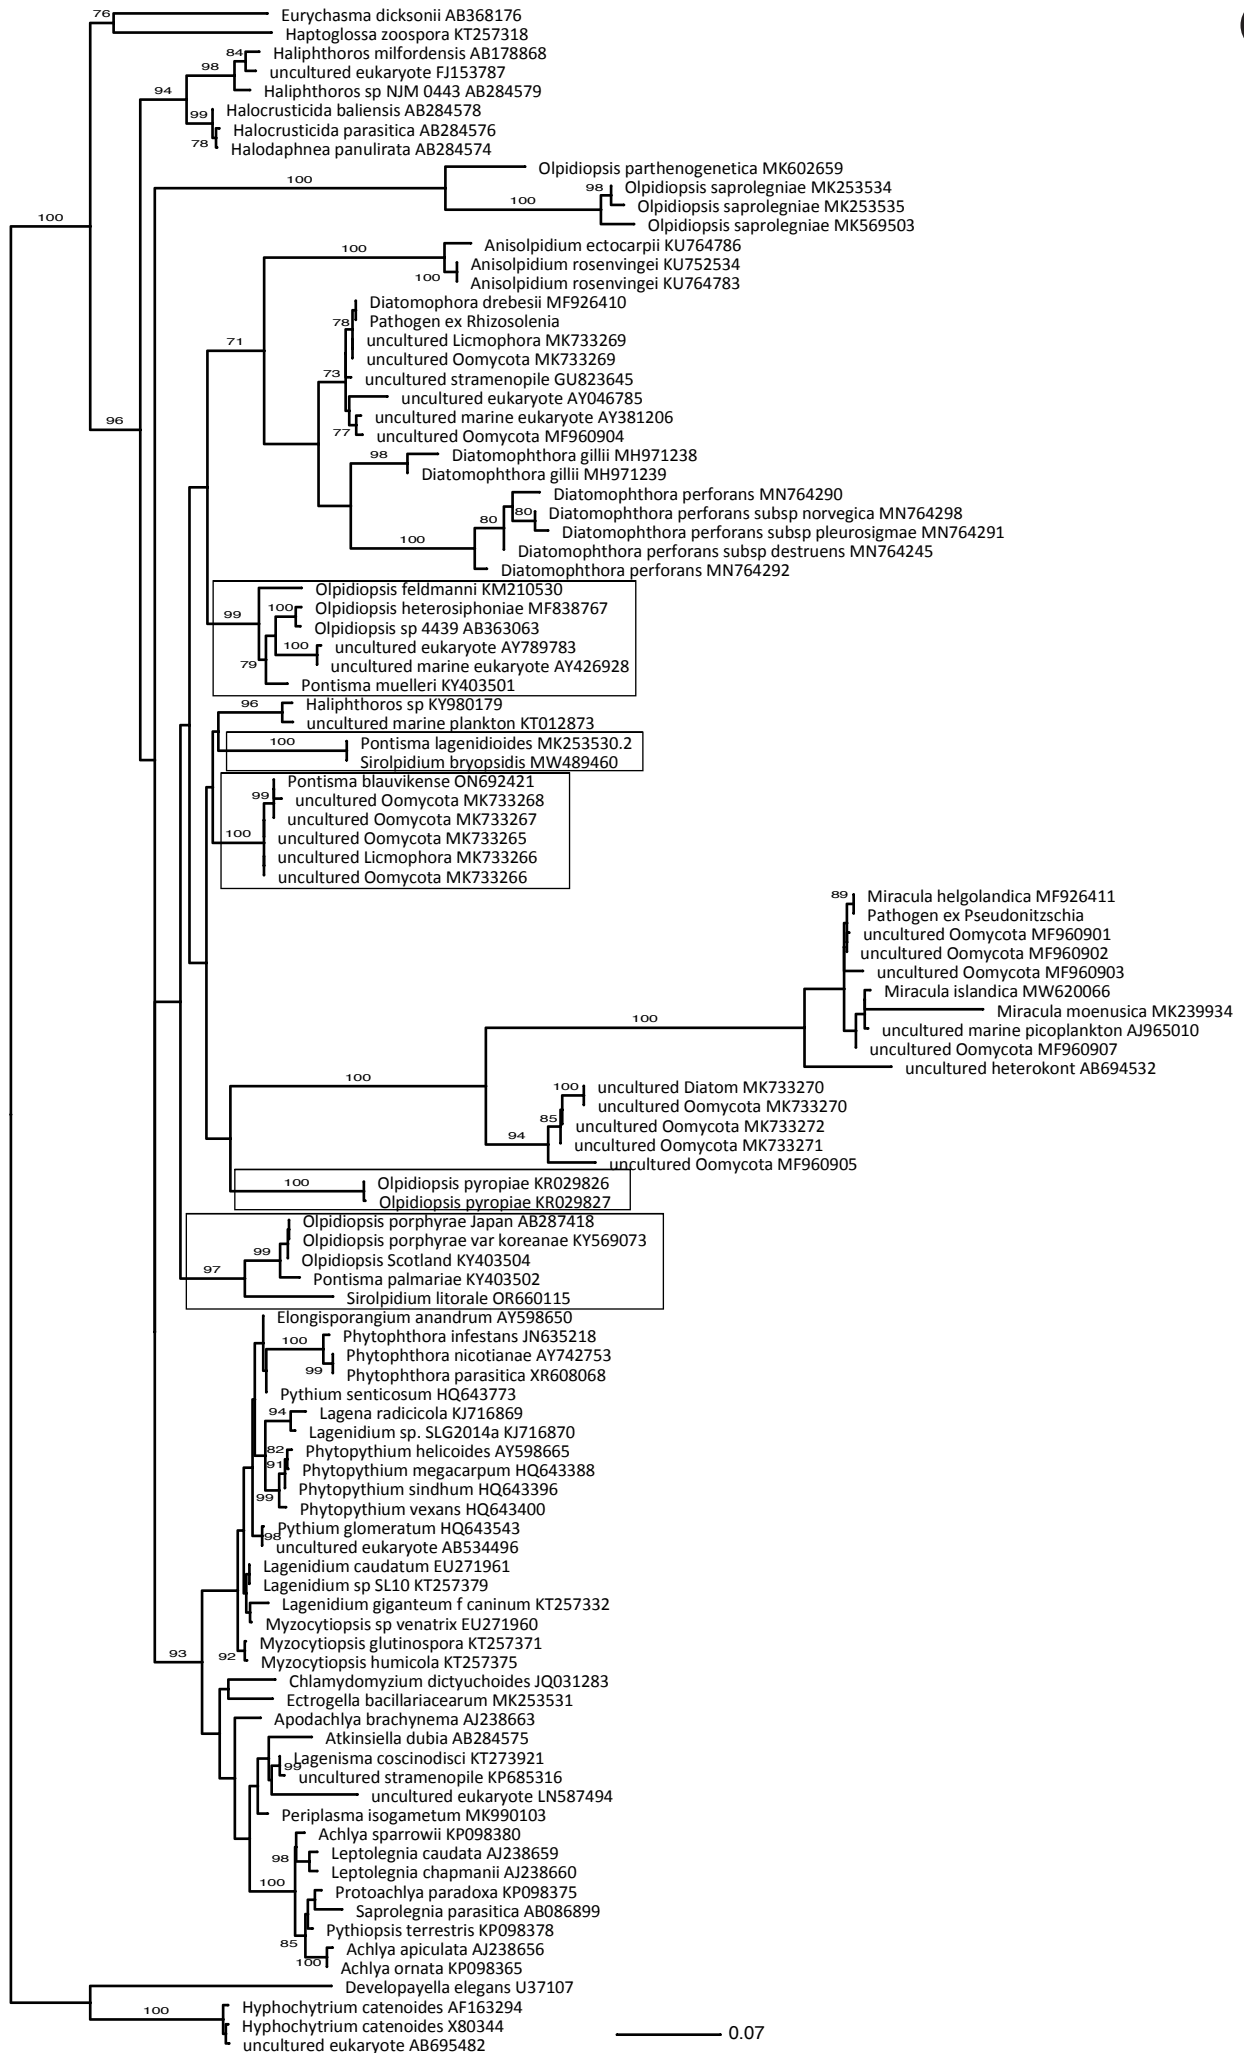 76
Eurychasma dicksonii AB368176
Haptoglossa zoospora KT257318
84
Haliphthoros milfordensis AB178868
98
uncultured eukaryote FJ153787
94
Haliphthoros sp NJM 0443 AB284579
99
Halocrusticida baliensis AB284578
Halocrusticida parasitica AB284576
78
Halodaphnea panulirata AB284574
Olpidiopsis parthenogenetica MK602659
100
98
Olpidiopsis saprolegniae MK253534
100
Olpidiopsis saprolegniae MK253535
100
Olpidiopsis saprolegniae MK569503
Anisolpidium ectocarpii KU764786
100
Anisolpidium rosenvingei KU752534
100
Anisolpidium rosenvingei KU764783
Diatomophora drebesii MF926410
78
Pathogen ex Rhizosolenia
71
uncultured Licmophora MK733269
uncultured Oomycota MK733269
73
uncultured stramenopile GU823645
uncultured eukaryote AY046785
96
uncultured marine eukaryote AY381206
77
uncultured Oomycota MF960904
98
Diatomophthora gillii MH971238
Diatomophthora gillii MH971239
Diatomophthora perforans MN764290
80
80
Diatomophthora perforans subsp norvegica MN764298
Diatomophthora perforans subsp pleurosigmae MN764291
100
Diatomophthora perforans subsp destruens MN764245
Diatomophthora perforans MN764292
Olpidiopsis feldmanni KM210530
99
100
Olpidiopsis heterosiphoniae MF838767
Olpidiopsis sp 4439 AB363063
100
uncultured eukaryote AY789783
79
uncultured marine eukaryote AY426928
Pontisma muelleri KY403501
96
Haliphthoros sp KY980179
uncultured marine plankton KT012873
100
Pontisma lagenidioides MK253530.2
Sirolpidium bryopsidis MW489460
Pontisma blauvikense ON692421
99
uncultured Oomycota MK733268
uncultured Oomycota MK733267
100
uncultured Oomycota MK733265
uncultured Licmophora MK733266
uncultured Oomycota MK733266
89
Miracula helgolandica MF926411
Pathogen ex Pseudonitzschia
uncultured Oomycota MF960901
uncultured Oomycota MF960902
uncultured Oomycota MF960903
Miracula islandica MW620066
Miracula moenusica MK239934
100
uncultured marine picoplankton AJ965010
uncultured Oomycota MF960907
uncultured heterokont AB694532
100
100
uncultured Diatom MK733270
uncultured Oomycota MK733270
85
uncultured Oomycota MK733272
94
uncultured Oomycota MK733271
uncultured Oomycota MF960905
100
Olpidiopsis pyropiae KR029826
Olpidiopsis pyropiae KR029827
Olpidiopsis porphyrae Japan AB287418
Olpidiopsis porphyrae var koreanae KY569073
99
Olpidiopsis Scotland KY403504
97
Pontisma palmariae KY403502
Sirolpidium litorale OR660115
Elongisporangium anandrum AY598650
100
Phytophthora infestans JN635218
Phytophthora nicotianae AY742753
99
Phytophthora parasitica XR608068
Pythium senticosum HQ643773
94
Lagena radicicola KJ716869
Lagenidium sp. SLG2014a KJ716870
82
Phytopythium helicoides AY598665
91
Phytopythium megacarpum HQ643388
99
Phytopythium sindhum HQ643396
Phytopythium vexans HQ643400
98
Pythium glomeratum HQ643543
uncultured eukaryote AB534496
Lagenidium caudatum EU271961
Lagenidium sp SL10 KT257379
Lagenidium giganteum f caninum KT257332
Myzocytiopsis sp venatrix EU271960
93
92
Myzocytiopsis glutinospora KT257371
Myzocytiopsis humicola KT257375
Chlamydomyzium dictyuchoides JQ031283
Ectrogella bacillariacearum MK253531
Apodachlya brachynema AJ238663
Atkinsiella dubia AB284575
99
Lagenisma coscinodisci KT273921
uncultured stramenopile KP685316
uncultured eukaryote LN587494
Periplasma isogametum MK990103
Achlya sparrowii KP098380
98
Leptolegnia caudata AJ238659
Leptolegnia chapmanii AJ238660
100
Protoachlya paradoxa KP098375
Saprolegnia parasitica AB086899
Pythiopsis terrestris KP098378
85
Achlya apiculata AJ238656
100
Achlya ornata KP098365
Developayella elegans U37107
100
Hyphochytrium catenoides AF163294
Hyphochytrium catenoides X80344
uncultured eukaryote AB695482
0.07